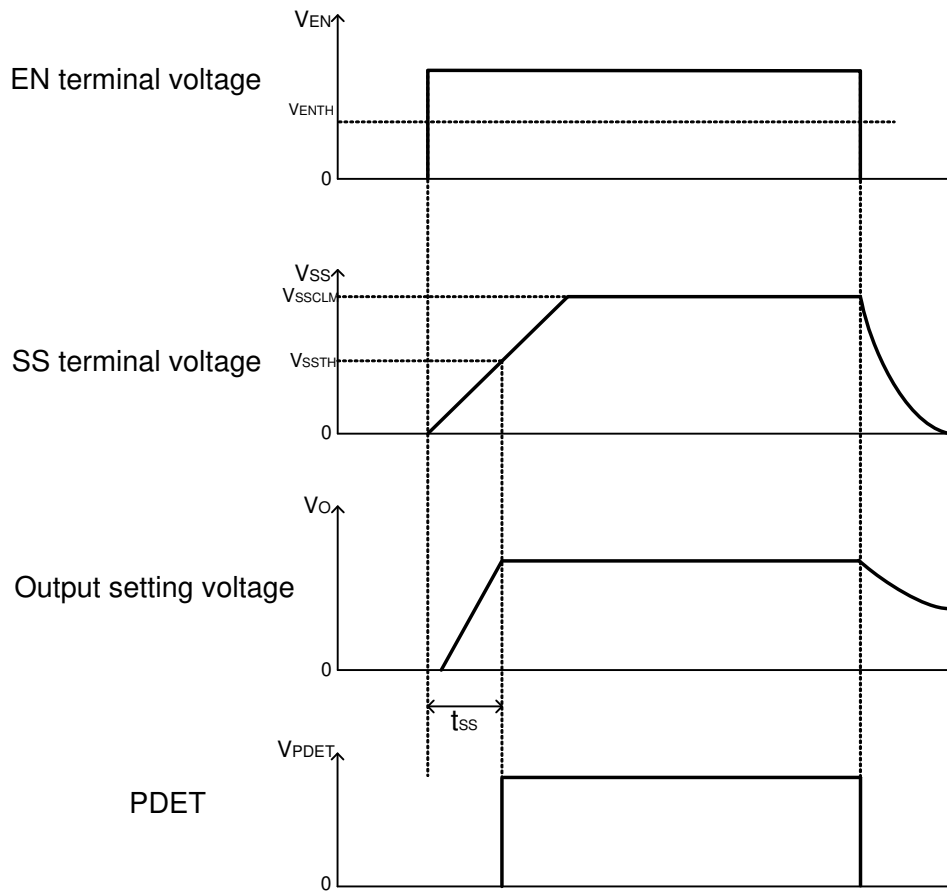 VEN
EN terminal voltage
VENTH
0
VSS
VSSCLM
SS terminal voltage
VSSTH
0
VO
Output setting voltage
0
tSS
VPDET
PDET
0